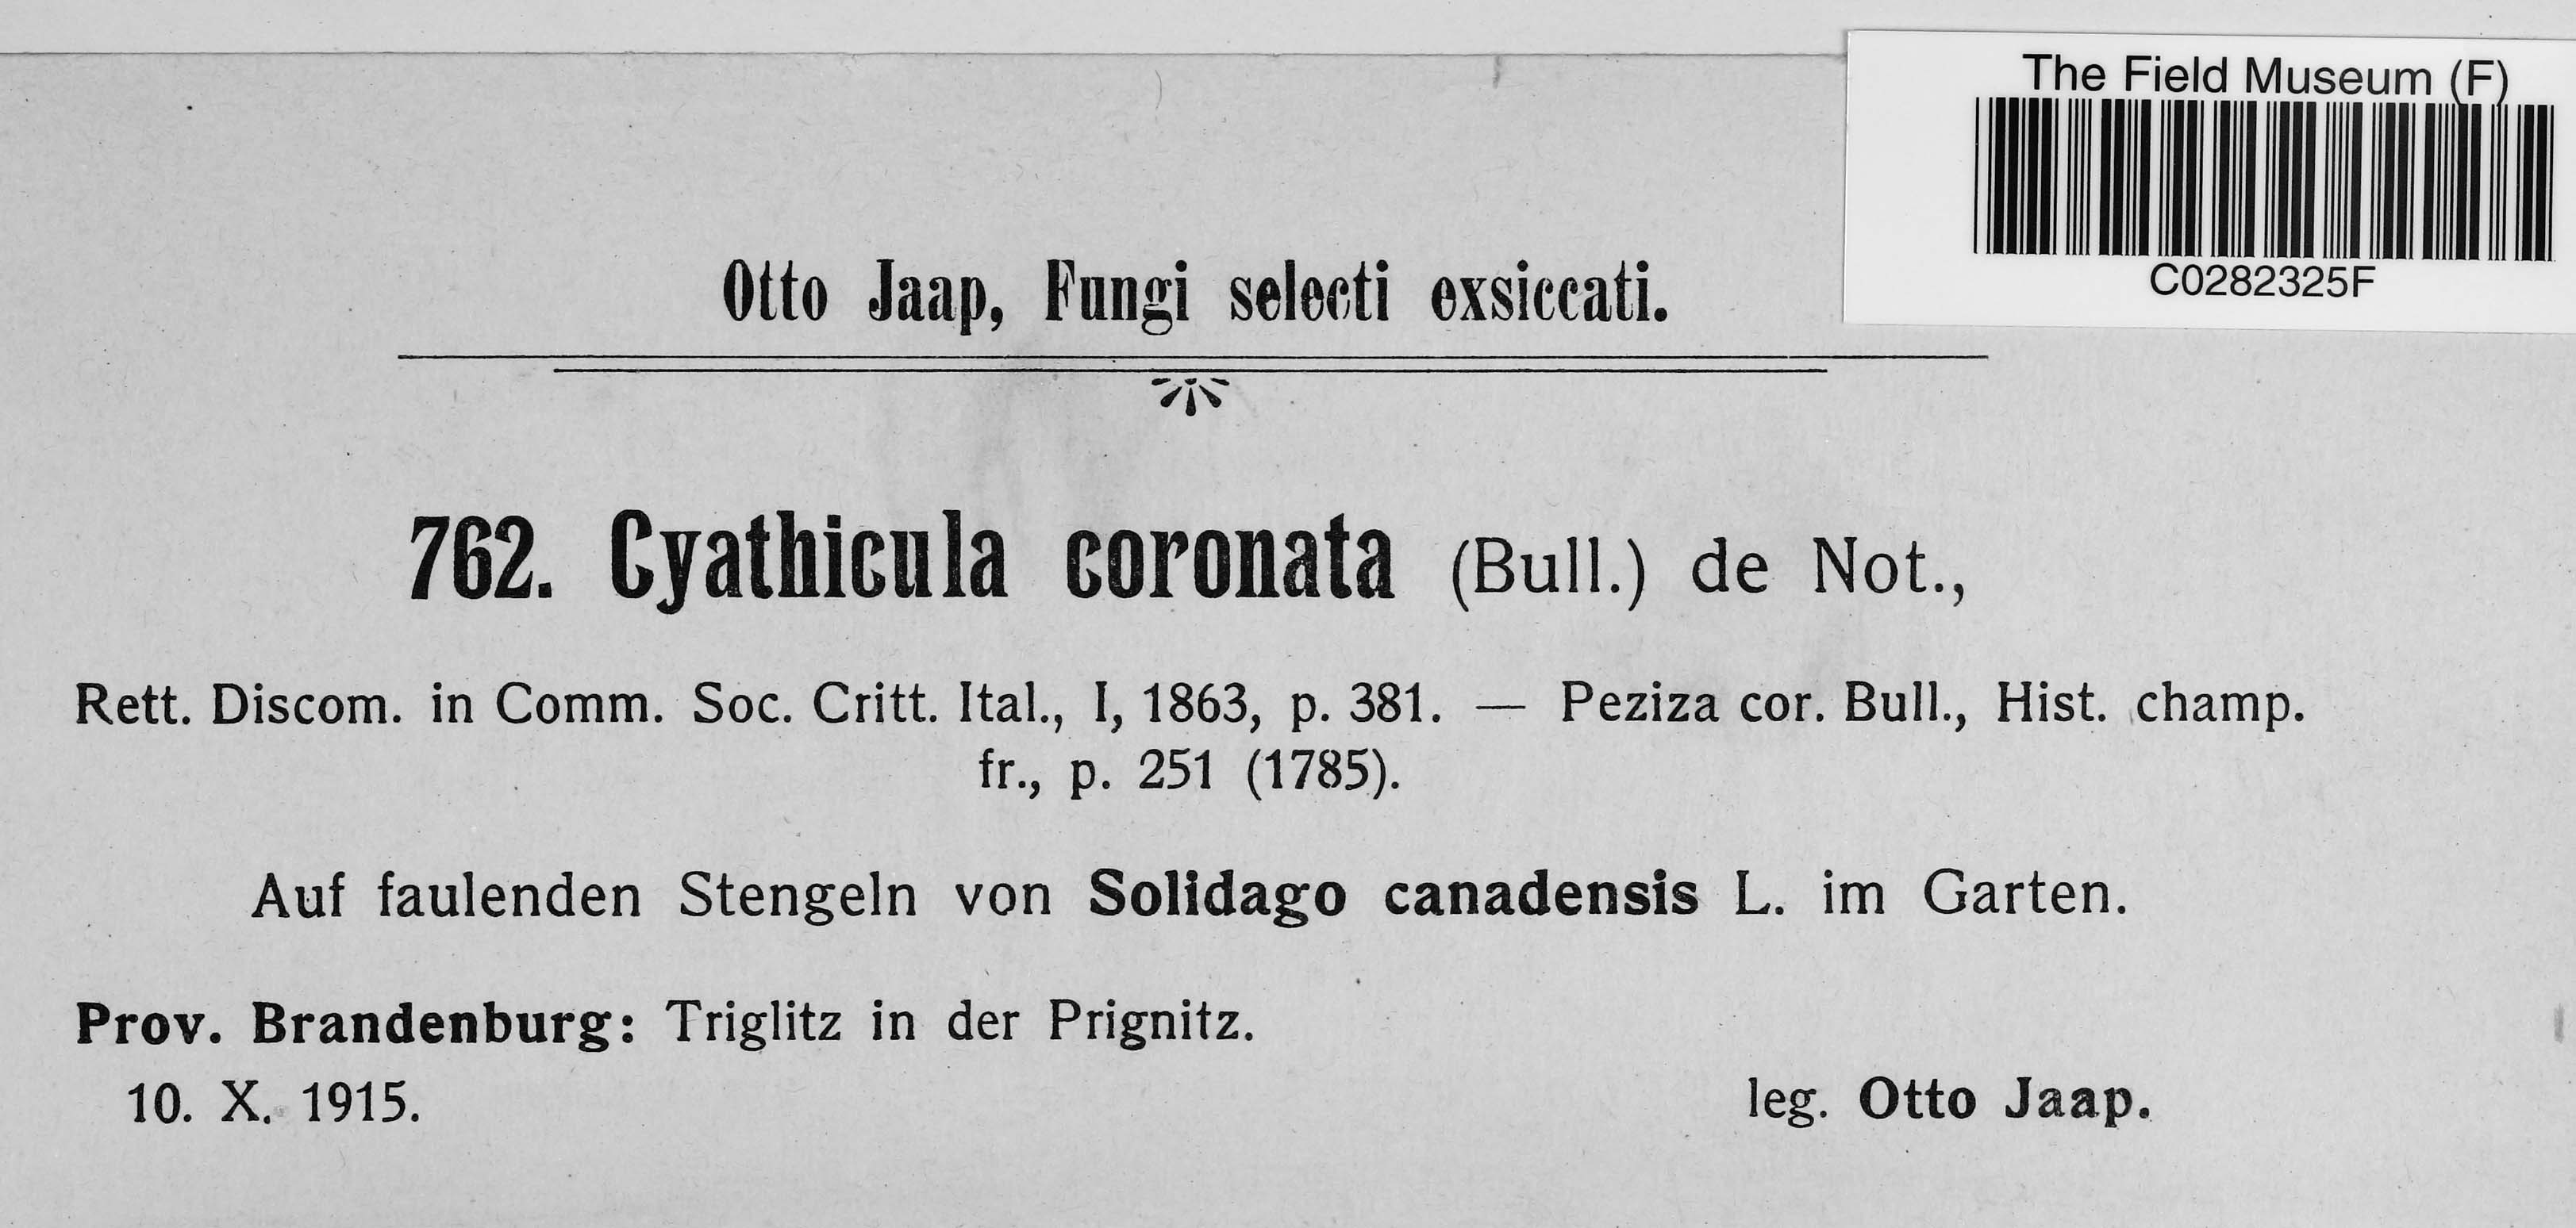 The Field Museum (F)
C0282325F
Otto Jaap, Fungi selecti exsiccati.
762. Cyathicula coronata (Bull.) de Not.,
Rett. Discom. in Comm. Soc. Critt. Ital., I, 1863, p. 381. — Peziza cor. Bull., Hist. champ.
fr., p. 251 (1785).
Auf faulenden Stengeln von Solidago canadensis L. im Garten.
Prov. Brandenburg: Triglitz in der Prignitz.
10. X. 1915.
leg. Otto Jaap.